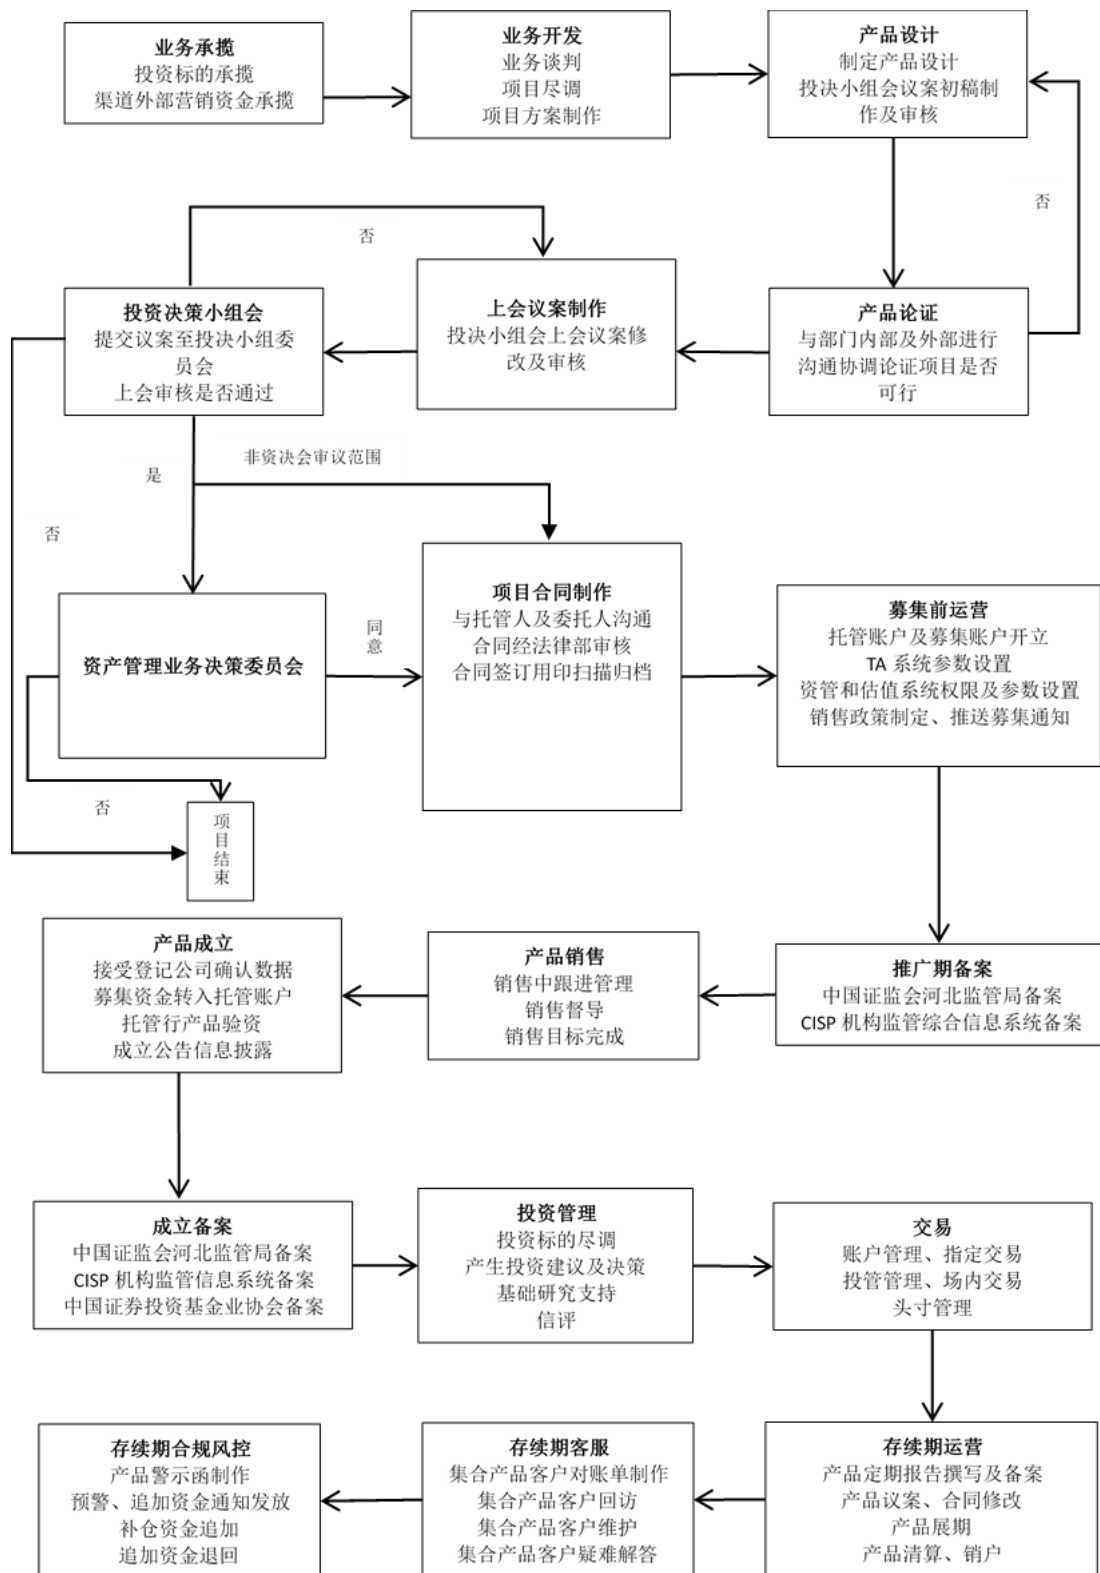 业务承揽
投资标的承揽
渠道外部营销资金承揽
业务开发
业务谈判
项目尽调
项目方案制作
产品设计
制定产品设计
投决小组会议案初稿制
作及审核
否
否
投资决策小组会
提交议案至投决小组委
员会
上会审核是否通过
上会议案制作
投决小组会上会议案修
改及审核
产品论证
与部门内部及外部进行
沟通协调论证项目是否
可行
是
非资决会审议范围
否
资产管理业务决策委员会
同
意
项目合同制作
与托管人及委托人沟通
合同经法律部审核
合同签订用印扫描归档
募集前运营
托管账户及募集账户开立
TA 系统参数设置
资管和估值系统权限及参数设置
销售政策制定、推送募集通知
否
项
目
结
束
产品成立
接受登记公司确认数据
募集资金转入托管账户
托管行产品验资
成立公告信息披露
产品销售
销售中跟进管理
销售督导
销售目标完成
推广期备案
中国证监会河北监管局备案
CISP 机构监管综合信息系统备案
成立备案
中国证监会河北监管局备案
CISP 机构监管信息系统备案
中国证券投资基金业协会备案
投资管理
投资标的尽调
产生投资建议及决策
基础研究支持
信评
交易
账户管理、指定交易
投管管理、场内交易
头寸管理
存续期合规风控
产品警示函制作
预警、追加资金通知发放
补仓资金追加
追加资金退回
存续期客服
集合产品客户对账单制作
集合产品客户回访
集合产品客户维护
集合产品客户疑难解答
存续期运营
产品定期报告撰写及备案
产品议案、合同修改
产品展期
产品清算、销户